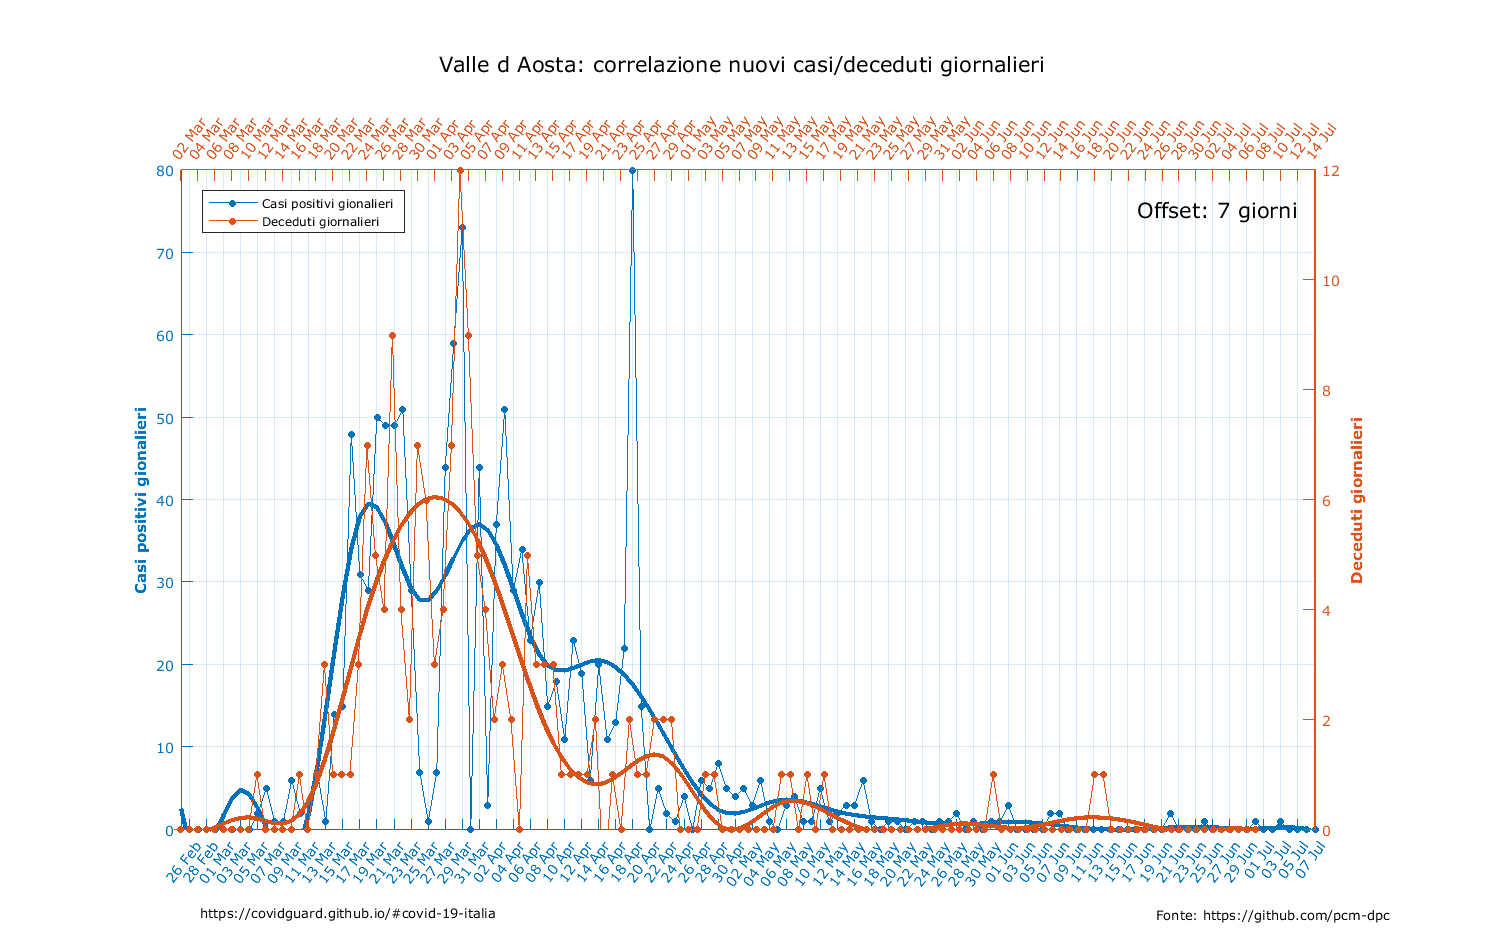 Valle d Aosta: correlazione nuovi casi/deceduti giornalieri
02 Mar 04 Mar 06 Mar 08 Mar 10 Mar 12 Mar 14 Mar 16 Mar 18 Mar 20 Mar 22 Mar 24 Mar 26 Mar 28 Mar 30 Mar 01 Apr 03 Apr 05 Apr 07 Apr 09 Apr 11 Apr 13 Apr 15 Apr 17 Apr 19 Apr 21 Apr 23 Apr 25 Apr 27 Apr 29 Apr 01 May 03 May 05 May 07 May 09 May 11 May 13 May 15 May 17 May 19 May 21 May 23 May 25 May 27 May 29 May 31 May 02 Jun 04 Jun 06 Jun 08 Jun 10 Jun 12 Jun 14 Jun 16 Jun 18 Jun 20 Jun 22 Jun 24 Jun 26 Jun 28 Jun 30 Jun 02 Jul 04 Jul 06 Jul 08 Jul 10 Jul 12 Jul 14 Jul
80
70
60
50
40
30
20
10
0
Casi positivi gionalieri
Casi positivi gionalieri
Deceduti giornalieri
Offset: 7 giorni
12
10
8
6
4
2
0
Deceduti giornalieri
26 Feb 28 Feb 01 Mar 03 Mar 05 Mar 07 Mar 09 Mar 11 Mar 13 Mar 15 Mar 17 Mar 19 Mar 21 Mar 23 Mar 25 Mar 27 Mar 29 Mar 31 Mar 02 Apr 04 Apr 06 Apr 08 Apr 10 Apr 12 Apr 14 Apr 16 Apr 18 Apr 20 Apr 22 Apr 24 Apr 26 Apr 28 Apr 30 Apr 02 May 04 May 06 May 08 May 10 May 12 May 14 May 16 May 18 May 20 May 22 May 24 May 26 May 28 May 30 May 01 Jun 03 Jun 05 Jun 07 Jun 09 Jun 11 Jun 13 Jun 15 Jun 17 Jun 19 Jun 21 Jun 23 Jun 25 Jun 27 Jun 29 Jun 01 Jul 03 Jul 05 Jul 07 Jul
https://covidguard.github.io/#covid-19-italia
Fonte: https://github.com/pcm-dpc